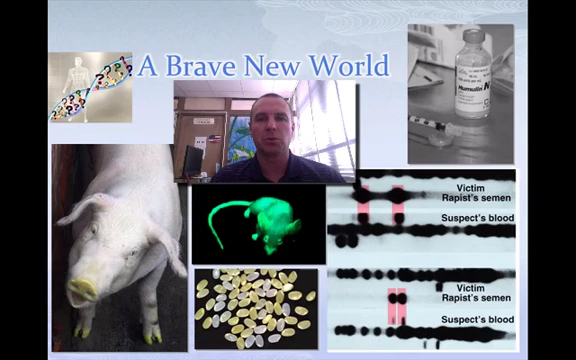 A Brave New World
Humulin N
Victim
Rapist's semen
Suspect's blood
Victim
Rapist's semen
Suspect's blood